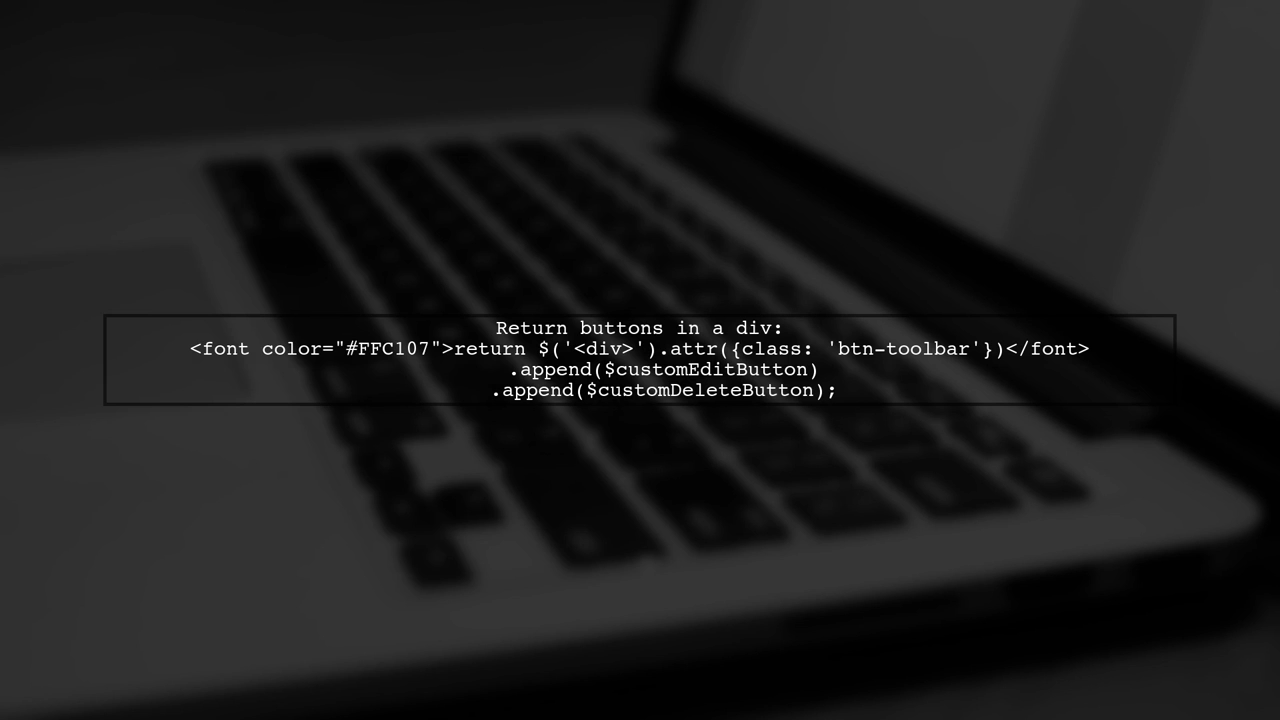 Return buttons in a div:
<font color="#FFC107">return $('<div>').attr({class: 'btn-toolbar'})</font>
.append($customEditButton)
.append($customDeleteButton);